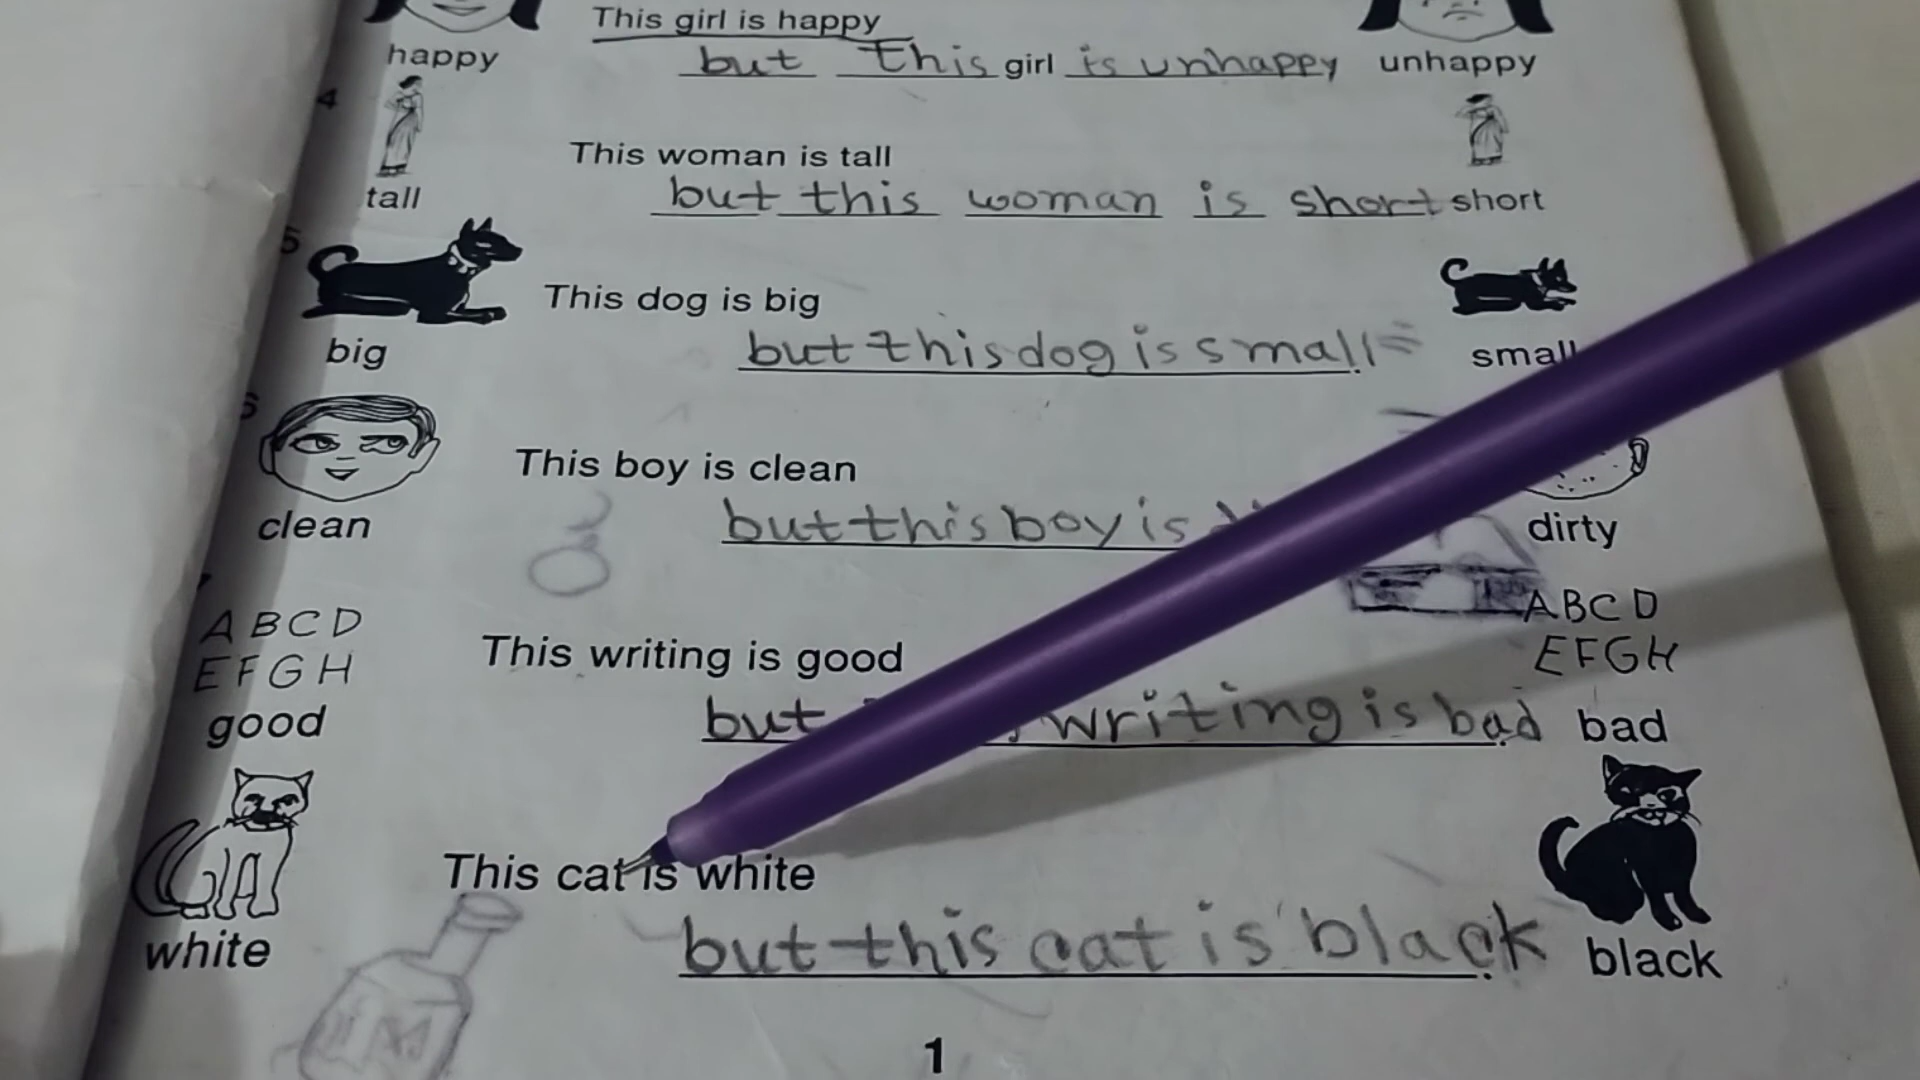 This girl is happy
happy but This girl is unhappy unhappy
4
This woman is tall
tall but this woman is short short
5
This dog is big
big but this dog is small small
6
This boy is clean
clean but this boy is dirty
A B C D ABCD
E F G H EFGH
This writing is good
good but writing is bad bad
This cat is white
white but this cat is black black
1